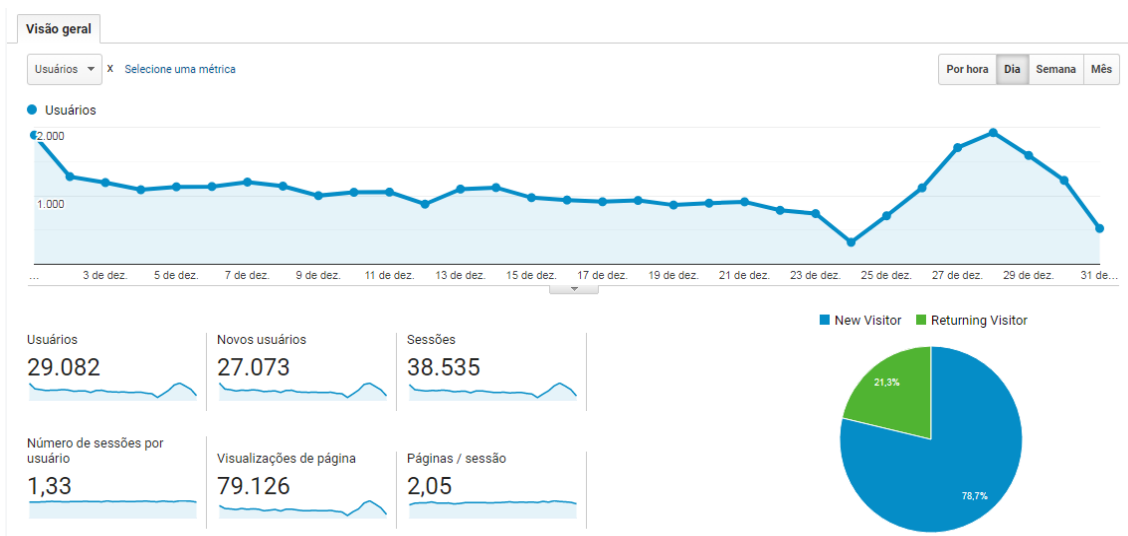 Visão geral
Usuários x Selecione uma métrica
Por hora Dia Semana Mês
Usuários
2.000
1.000
... 3 de dez. 5 de dez. 7 de dez. 9 de dez. 11 de dez. 13 de dez. 15 de dez. 17 de dez. 19 de dez. 21 de dez. 23 de dez. 25 de dez. 27 de dez. 29 de dez. 31 de...
New Visitor Returning Visitor
Usuários Novos usuários Sessões
29.082 27.073 38.535
21,3%
Número de sessões por
usuário Visualizações de página Páginas / sessão
1,33 79.126 2,05
78,7%